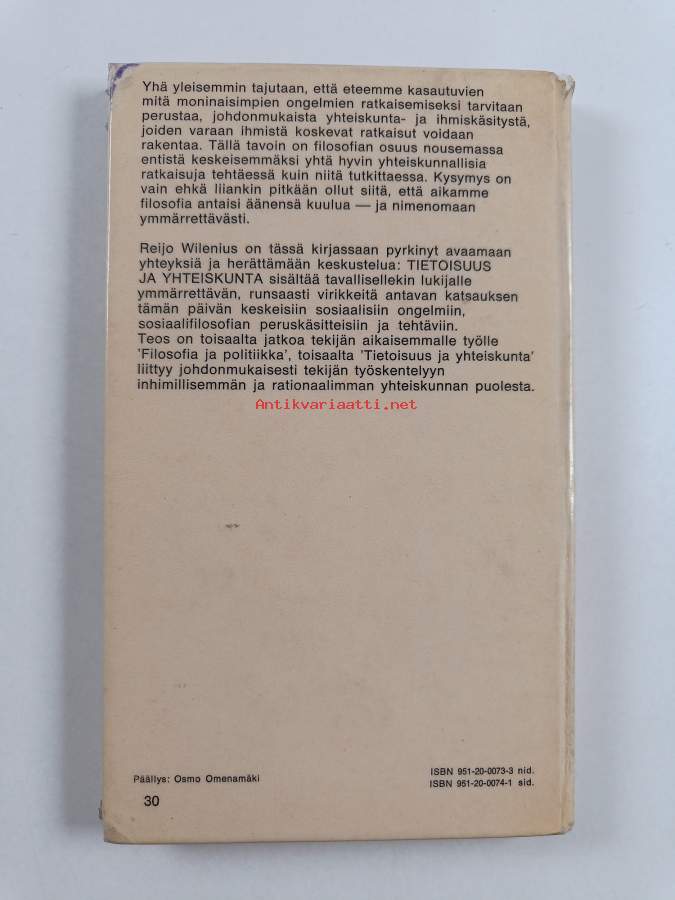 Yhä yleisemmin tajutaan, että eteemme kasautuvien
mitä moninaisimpien ongelmien ratkaisemiseksi tarvitaan
perustaa, johdonmukaista yhteiskunta- ja ihmiskäsitystä,
joiden varaan ihmistä koskevat ratkaisut voidaan
rakentaa. Tällä tavoin on filosofian osuus nousemassa
entistä keskeisemmäksi yhtä hyvin yhteiskunnallisia
ratkaisuja tehtäessä kuin niitä tutkittaessa. Kysymys on
vain ehkä liiankin pitkään ollut siitä, että aikamme
filosofia antaisi äänensä kuulua — ja nimenomaan
ymmärrettävästi.
Reijo Wilenius on tässä kirjassaan pyrkinyt avaamaan
yhteyksiä ja herättämään keskustelua: TIETOISUUS
JA YHTEISKUNTA sisältää tavallisellekin lukijalle
ymmärrettävän, runsaasti virikkeitä antavan katsauksen
tämän päivän keskeisiin sosiaalisiin ongelmiin,
sosiaalifilosofian peruskäsitteisiin ja tehtäviin.
Teos on toisaalta jatkoa tekijän aikaisemmalle työlle
'Filosofia ja politiikka', toisaalta 'Tietoisuus ja yhteiskunta'
liittyy johdonmukaisesti tekijän työskentelyyn
inhimillisemmän ja rationaalimman yhteiskunnan puolesta.
Antikvariaatti.net
Päällys: Osmo Omenamäki
30
ISBN 951-20-0073-3 nid.
ISBN 951-20-0074-1 sid.